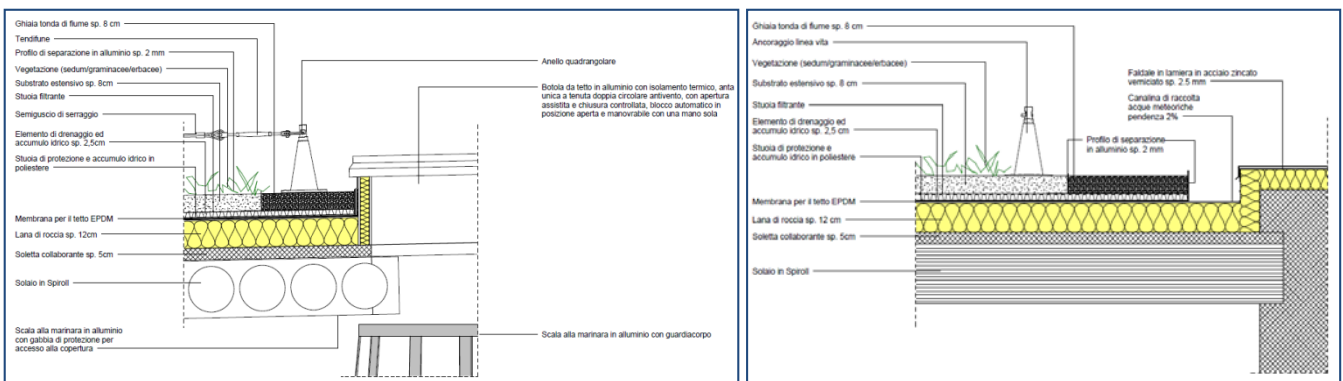 Ghiaia tonda di fiume sp. 8 cm
Tendifune
Profilo di separazione in alluminio sp. 2 mm
Vegetazione (sedum/graminacee/erbacee)
Substrato estensivo sp. 8cm
Stuoia filtrante
Semiguscio di serraggio
Elemento di drenaggio ed
accumulo idrico sp. 2,5cm
Stuoia di protezione e accumulo idrico in
poliestere
Membrana per il tetto EPDM
Lana di roccia sp. 12cm
Soletta collaborante sp. 5cm
Solaio in Spiroll
Scala alla marinara in alluminio
con gabbia di protezione per
accesso alla copertura
Anello quadrangolare
Botola da tetto in alluminio con isolamento termico, anta
unica a tenuta doppia circolare antivento, con apertura
assistita e chiusura controllata, blocco automatico in
posizione aperta e manovrabile con una mano sola
Scala alla marinara in alluminio con guardiacorpo
Ghiaia tonda di fiume sp. 8 cm
Ancoraggio linea vita
Vegetazione (sedum/graminacee/erbacee)
Substrato estensivo sp. 8 cm
Stuoia filtrante
Elemento di drenaggio ed
accumulo idrico sp. 2,5 cm
Stuoia di protezione e
accumulo idrico in poliestere
Membrana per il tetto EPDM
Lana di roccia sp. 12 cm
Soletta collaborante sp. 5cm
Solaio in Spiroll
Faldale in lamiera in acciaio zincato
verniciato sp. 2.5 mm
Canalina di raccolta
acque meteoriche
pendenza 2%
Profilo di separazione
in alluminio sp. 2 mm